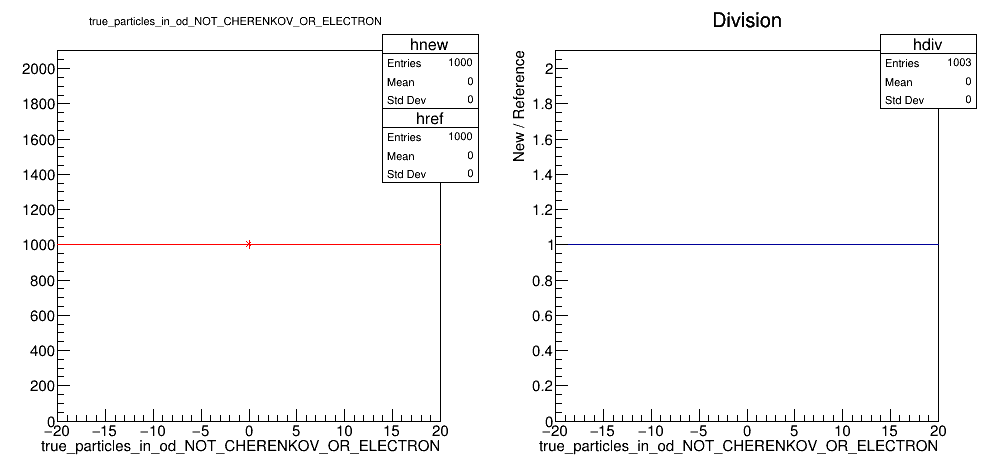 true_particles_in_od_NOT_CHERENKOV_OR_ELECTRON
hnew
Entries 1000
Mean 0
Std Dev 0
href
Entries 1000
Mean 0
Std Dev 0
2000
1800
1600
1400
1200
1000
800
600
400
200
0
−20 −15 −10 −5 0 5 10 15 20
true_particles_in_od_NOT_CHERENKOV_OR_ELECTRON
Division
hdiv
Entries 1003
Mean 0
Std Dev 0
New / Reference
2
1.8
1.6
1.4
1.2
1
0.8
0.6
0.4
0.2
0
−20 −15 −10 −5 0 5 10 15 20
true_particles_in_od_NOT_CHERENKOV_OR_ELECTRON